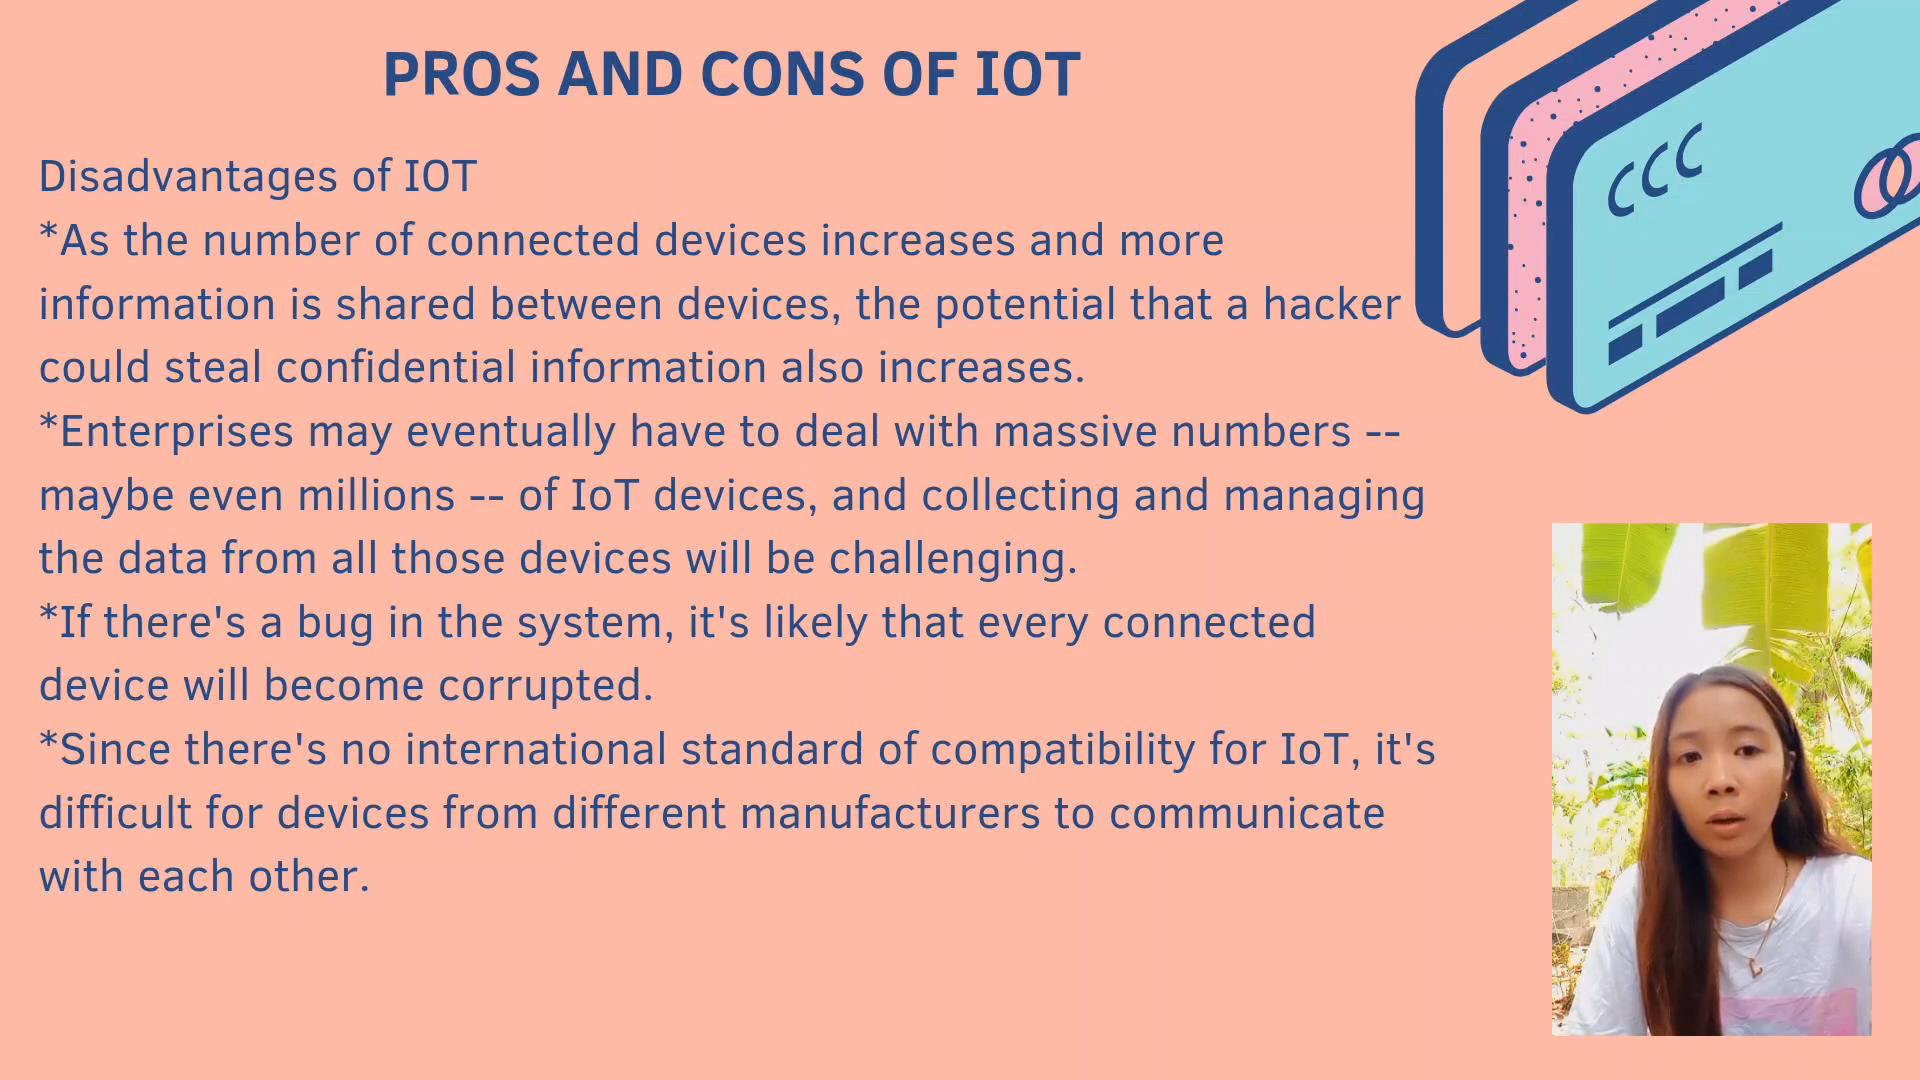 PROS AND CONS OF IOT
Disadvantages of IOT
*As the number of connected devices increases and more
information is shared between devices, the potential that a hacker
could steal confidential information also increases.
*Enterprises may eventually have to deal with massive numbers --
maybe even millions -- of IoT devices, and collecting and managing
the data from all those devices will be challenging.
*If there's a bug in the system, it's likely that every connected
device will become corrupted.
*Since there's no international standard of compatibility for IoT, it's
difficult for devices from different manufacturers to communicate
with each other.